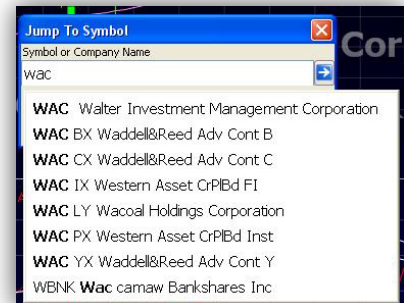 Jump To Symbol
Cor
Symbol or Company Name
wac
WAC Walter Investment Management Corporation
WAC BX Waddell&Reed Adv Cont B
WAC CX Waddell&Reed Adv Cont C
WAC IX Western Asset CrPlBd FI
WAC LY Wacoal Holdings Corporation
WAC PX Western Asset CrPlBd Inst
WAC YX Waddell&Reed Adv Cont Y
WBNK Wac camaw Bankshares Inc